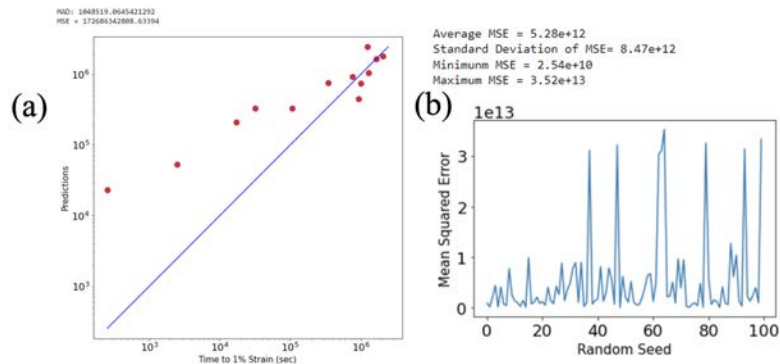 MAD: 1048519.0645421292
MSE = 172686342808.63394
(a)
Predictions
10^6
10^5
10^4
10^3
10^3
10^4
10^5
10^6
Time to 1% Strain (sec)
Average MSE = 5.28e+12
Standard Deviation of MSE= 8.47e+12
Minimunm MSE = 2.54e+10
Maximum MSE = 3.52e+13
(b)
1e13
Mean Squared Error
3
2
1
0
0 20 40 60 80 100
Random Seed